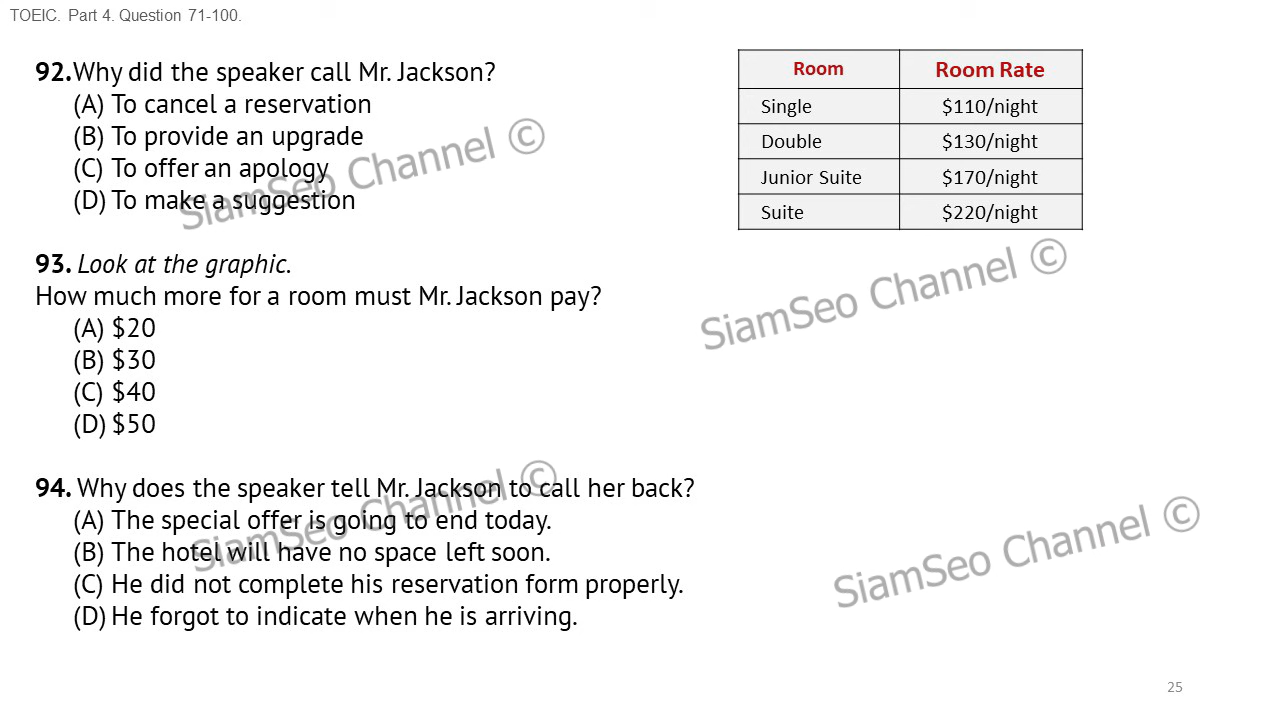 TOEIC. Part 4. Question 71-100.
92.Why did the speaker call Mr. Jackson?
(A) To cancel a reservation
(B) To provide an upgrade
(C) To offer an apology
(D) To make a suggestion
SiamSeo Channel ©
Room Room Rate
Single $110/night
Double $130/night
Junior Suite $170/night
Suite $220/night
93. Look at the graphic.
How much more for a room must Mr. Jackson pay?
(A) $20
(B) $30
(C) $40
(D) $50
SiamSeo Channel ©
94. Why does the speaker tell Mr. Jackson to call her back?
(A) The special offer is going to end today.
(B) The hotel will have no space left soon.
(C) He did not complete his reservation form properly.
(D) He forgot to indicate when he is arriving.
SiamSeo Channel ©
SiamSeo Channel ©
25